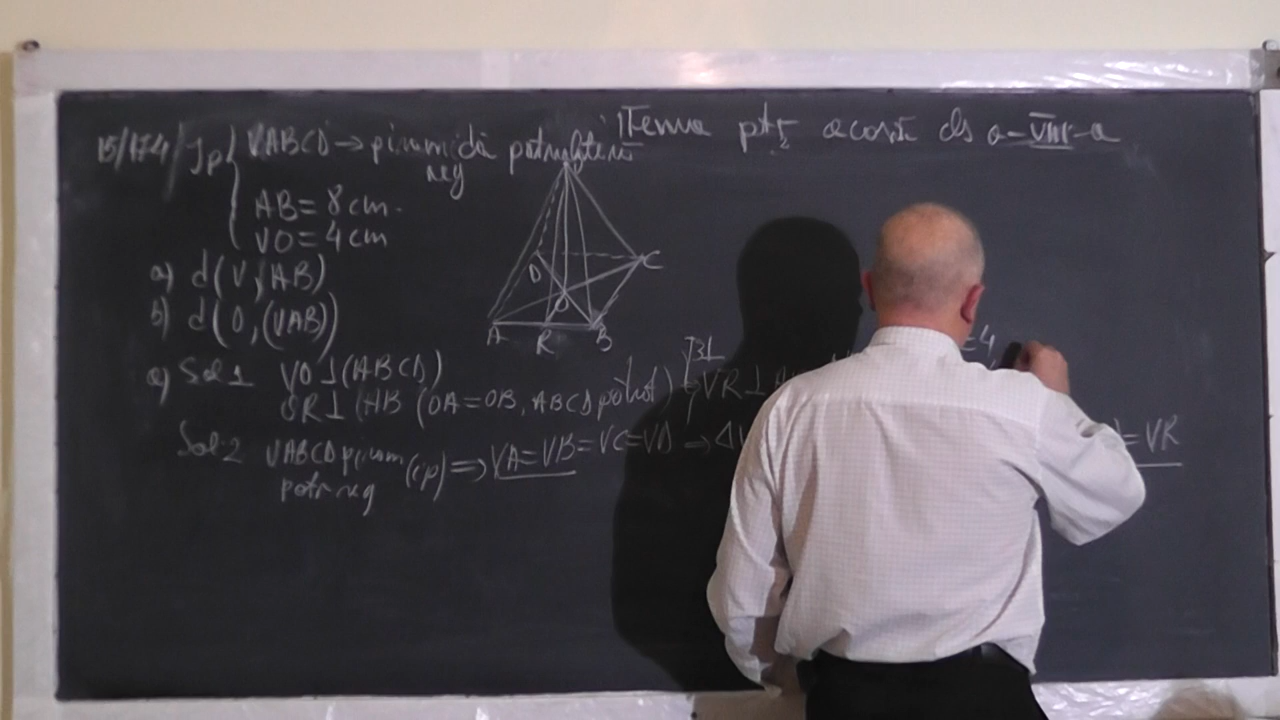 Tema pt acasă cls a-VIII-a
15/174/ Ip { VABCD → piramidă patrulateră
reg
AB = 8 cm.
VO = 4 cm
a) d(V; AB)
b) d(O, (VAB))
V
D
C
O
A
R
B
a) Sol 1 VO ⊥ (ABCD)
OR ⊥ AB (OA = OB, ABCD pătrat) T3⊥ VR ⊥
= 4
Sol. 2 VABCD piram (ip) ⇒ VA = VB = VC = VD → Δ
patr reg
= VR